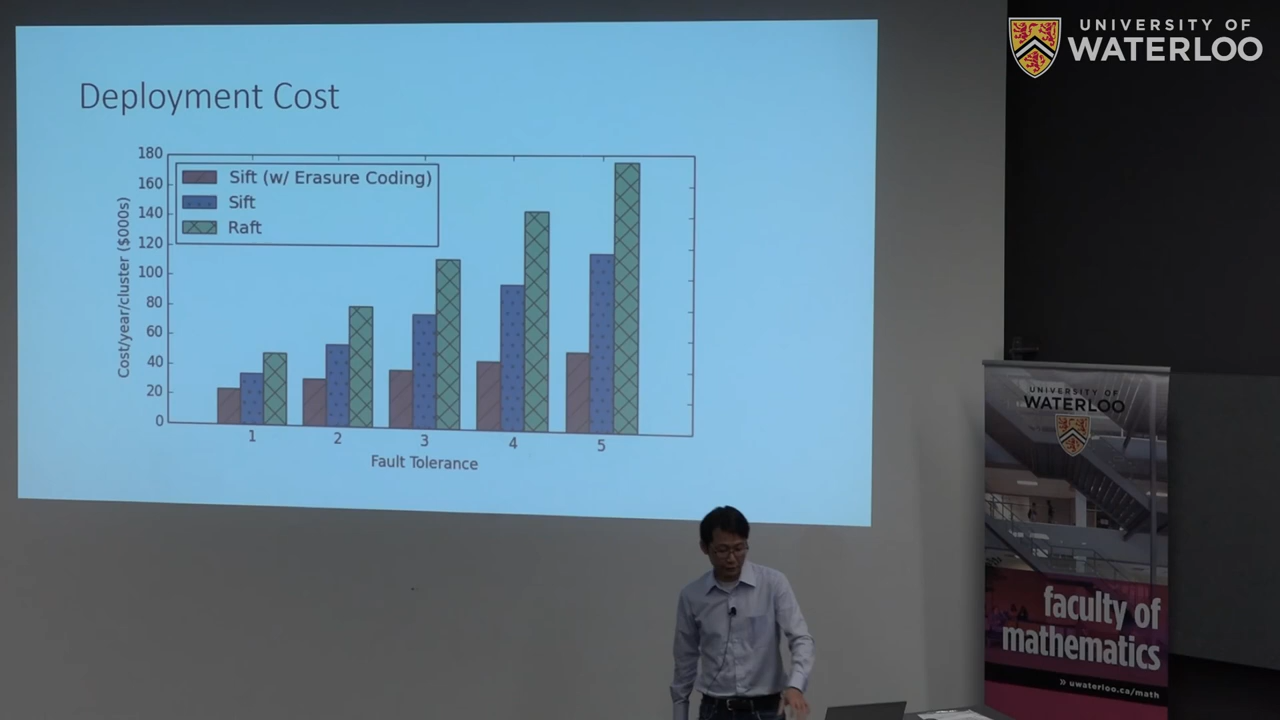 UNIVERSITY OF
WATERLOO
Deployment Cost
180
160
140
120
100
80
60
40
20
0
Cost/year/cluster ($000s)
Sift (w/ Erasure Coding)
Sift
Raft
1 2 3 4 5
Fault Tolerance
UNIVERSITY OF
WATERLOO
faculty of
mathematics
» uwaterloo.ca/math